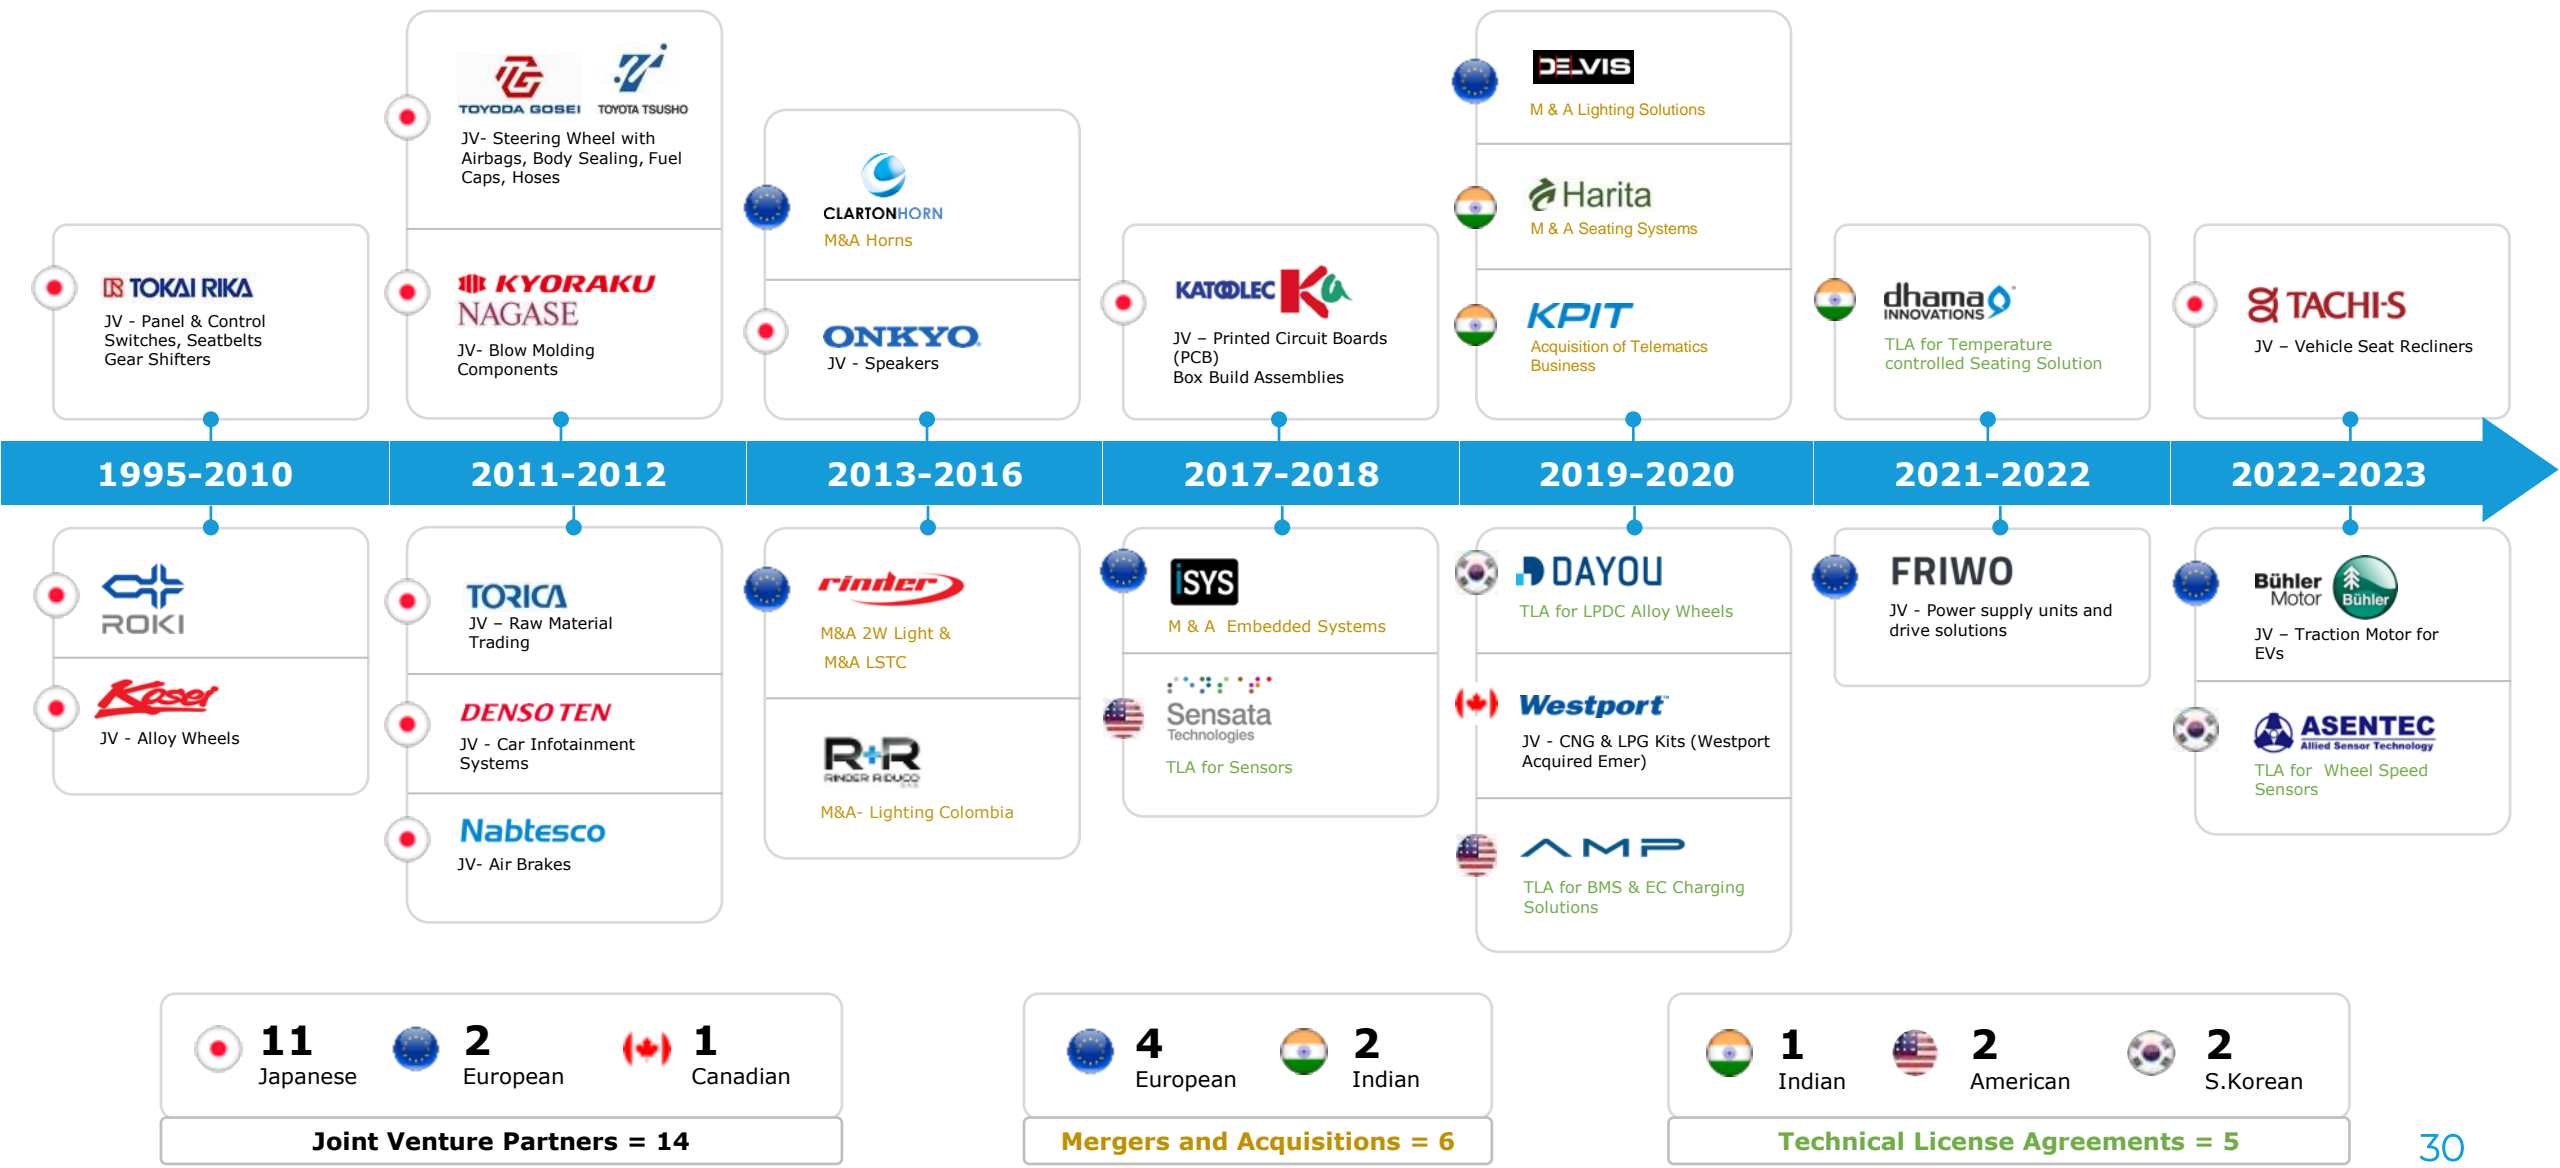 TOKAI RIKA
JV - Panel & Control
Switches, Seatbelts
Gear Shifters
TG
TOYODA GOSEI
TOYOTA TSUSHO
JV- Steering Wheel with
Airbags, Body Sealing, Fuel
Caps, Hoses
KYORAKU
NAGASE
JV- Blow Molding
Components
CLARTONHORN
M&A Horns
ONKYO
JV - Speakers
KATOLEC
JV – Printed Circuit Boards
(PCB)
Box Build Assemblies
DELVIS
M & A Lighting Solutions
Harita
M & A Seating Systems
KPIT
Acquisition of Telematics
Business
dhama
INNOVATIONS
TLA for Temperature
controlled Seating Solution
TACHI-S
JV – Vehicle Seat Recliners
1995-2010
2011-2012
2013-2016
2017-2018
2019-2020
2021-2022
2022-2023
ROKI
Kosei
JV - Alloy Wheels
TORICA
JV – Raw Material
Trading
DENSO TEN
JV - Car Infotainment
Systems
Nabtesco
JV- Air Brakes
rinder
M&A 2W Light &
M&A LSTC
R+R
RINDER RIDUCO
S.A.S
M&A- Lighting Colombia
iSYS
M & A Embedded Systems
Sensata
Technologies
TLA for Sensors
DAYOU
TLA for LPDC Alloy Wheels
Westport™
JV - CNG & LPG Kits (Westport
Acquired Emer)
AMP
TLA for BMS & EC Charging
Solutions
FRIWO
JV - Power supply units and
drive solutions
Bühler
Motor
Bühler
JV – Traction Motor for
EVs
ASENTEC
Allied Sensor Technology
TLA for Wheel Speed
Sensors
11
Japanese
2
European
1
Canadian
Joint Venture Partners = 14
4
European
2
Indian
Mergers and Acquisitions = 6
1
Indian
2
American
2
S.Korean
Technical License Agreements = 5
30